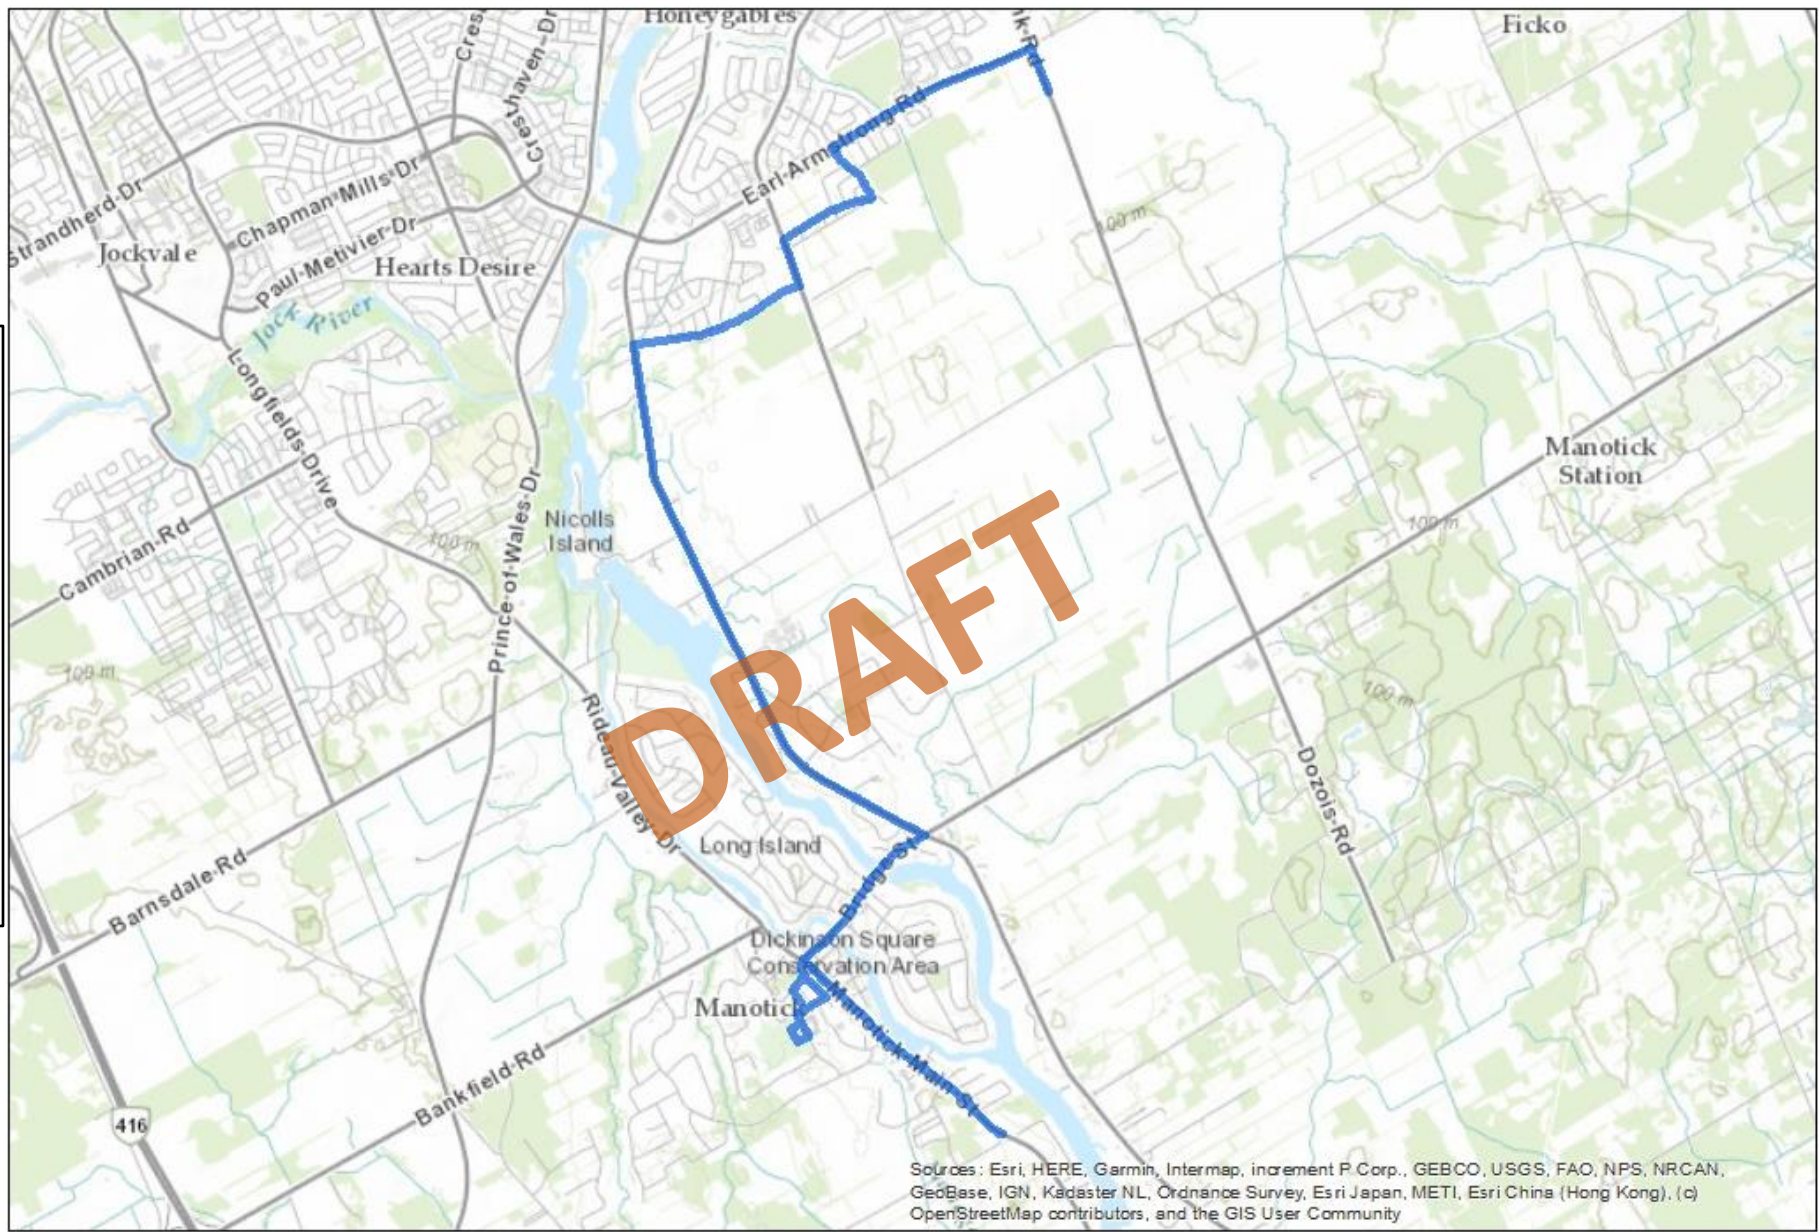 Honeygables
Ficko
Cres
Cresthaven-Dr
nk-Rd
Strandherd-Dr
Chapman-Mills-Dr
Earl-Armstrong-Rd
Jockvale
Paul-Metivier-Dr
Hearts Desire
100 m
Jock River
Longfields-Drive
Manotick
Station
Prince-of-Wales-Dr
Nicolls
Island
100 m
100 m
Cambrian-Rd
DRAFT
100 m
100 m
Rideau-Valley-Dr
Dozois-Rd
Long Island
Barnsdale-Rd
Bridge-St
Dickinson Square
Conservation Area
Manotick
Manotick-Main-St
Bankfield-Rd
416
Sources: Esri, HERE, Garmin, Intermap, increment P Corp., GEBCO, USGS, FAO, NPS, NRCAN,
GeoBase, IGN, Kadaster NL, Ordnance Survey, Esri Japan, METI, Esri China (Hong Kong), (c)
OpenStreetMap contributors, and the GIS User Community